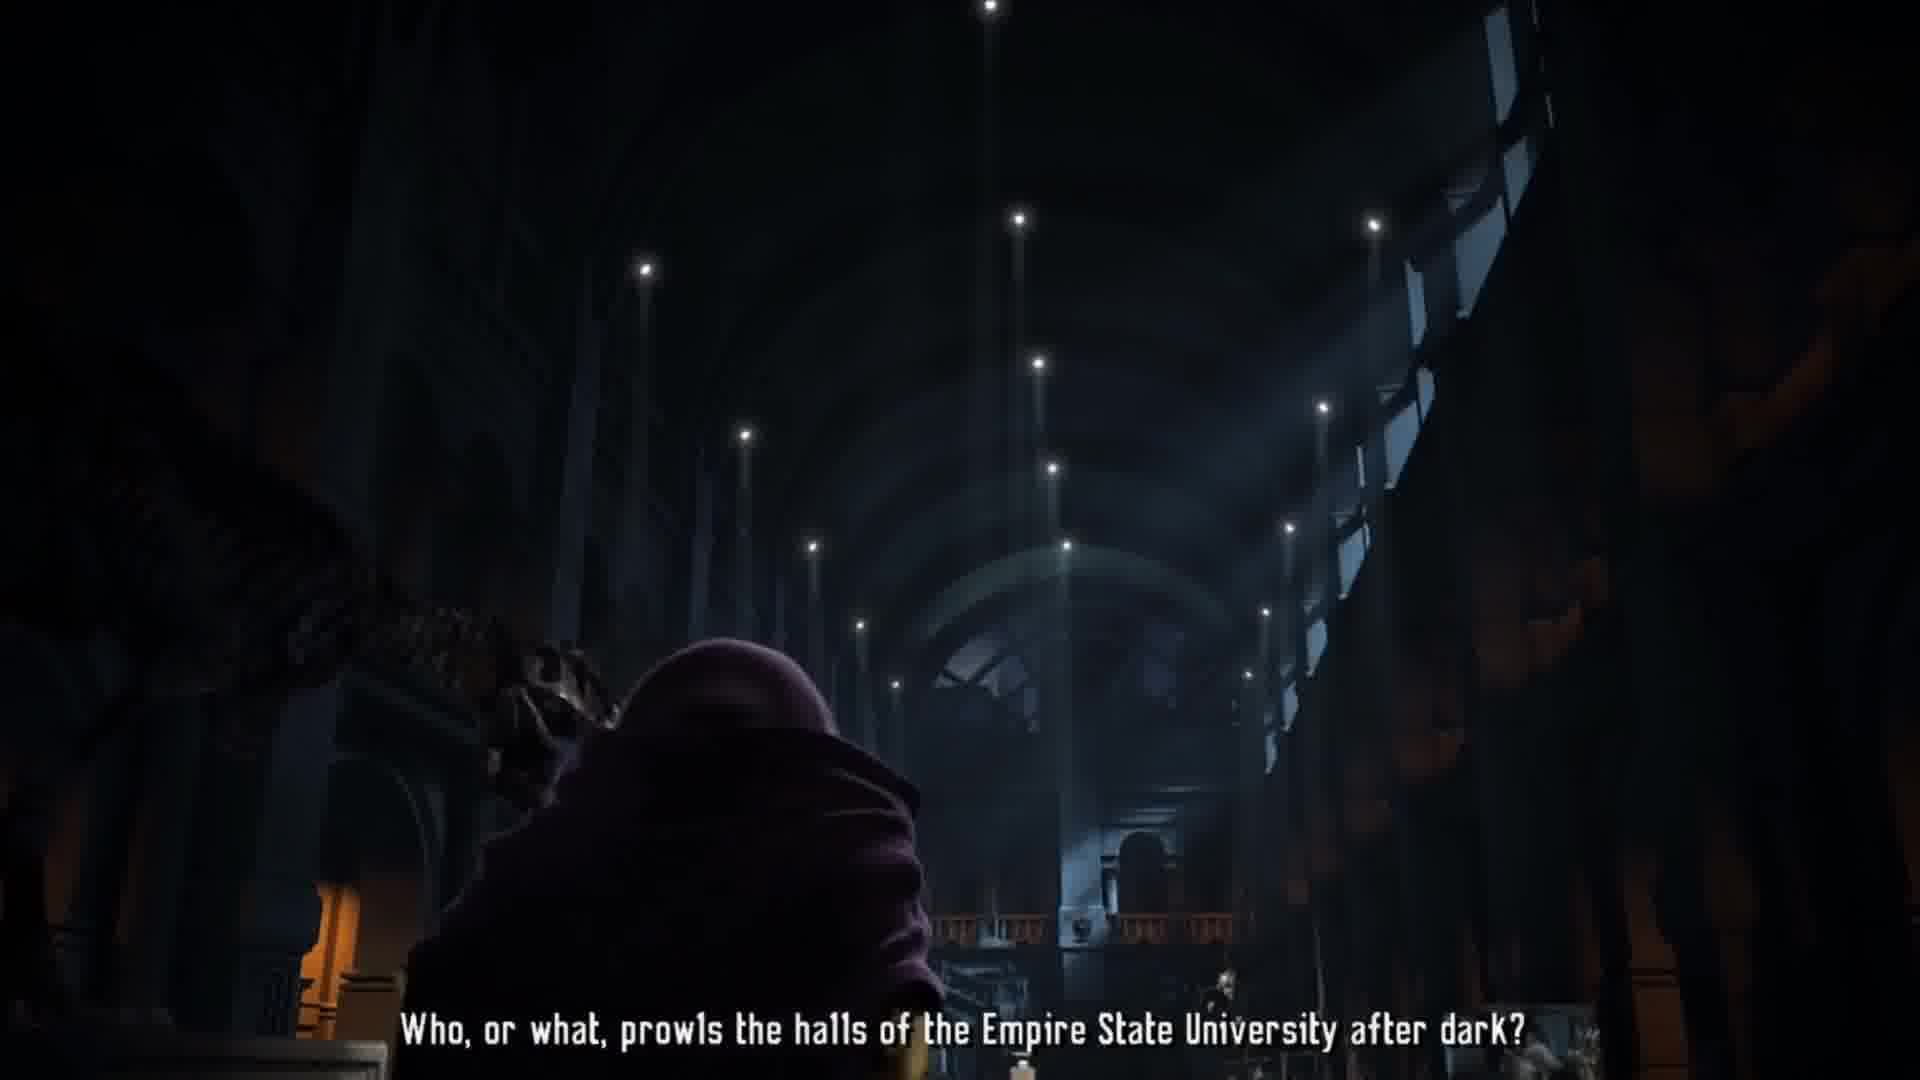 Who, or what, prowls the halls of the Empire State University after dark?